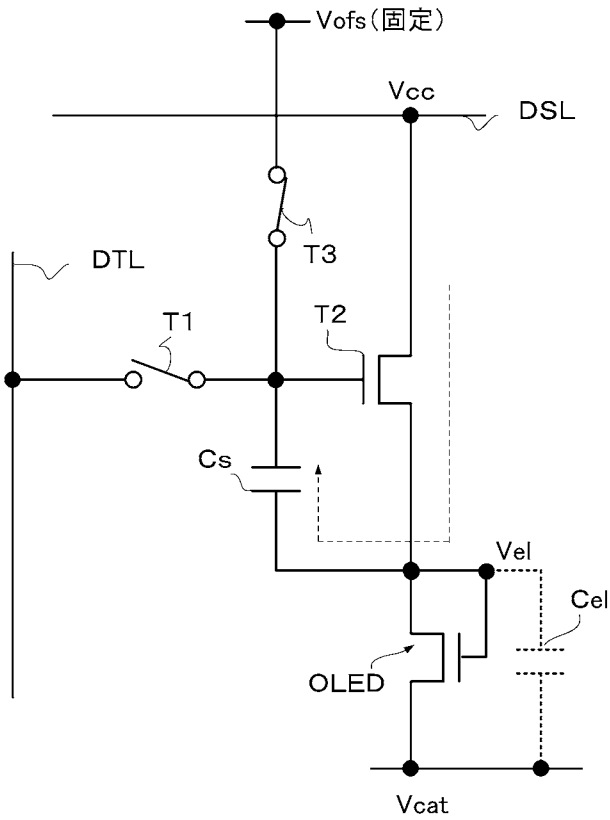 Vofs(固定)
Vcc
DSL
T3
DTL
T1
T2
Cs
Vel
Cel
OLED
Vcat